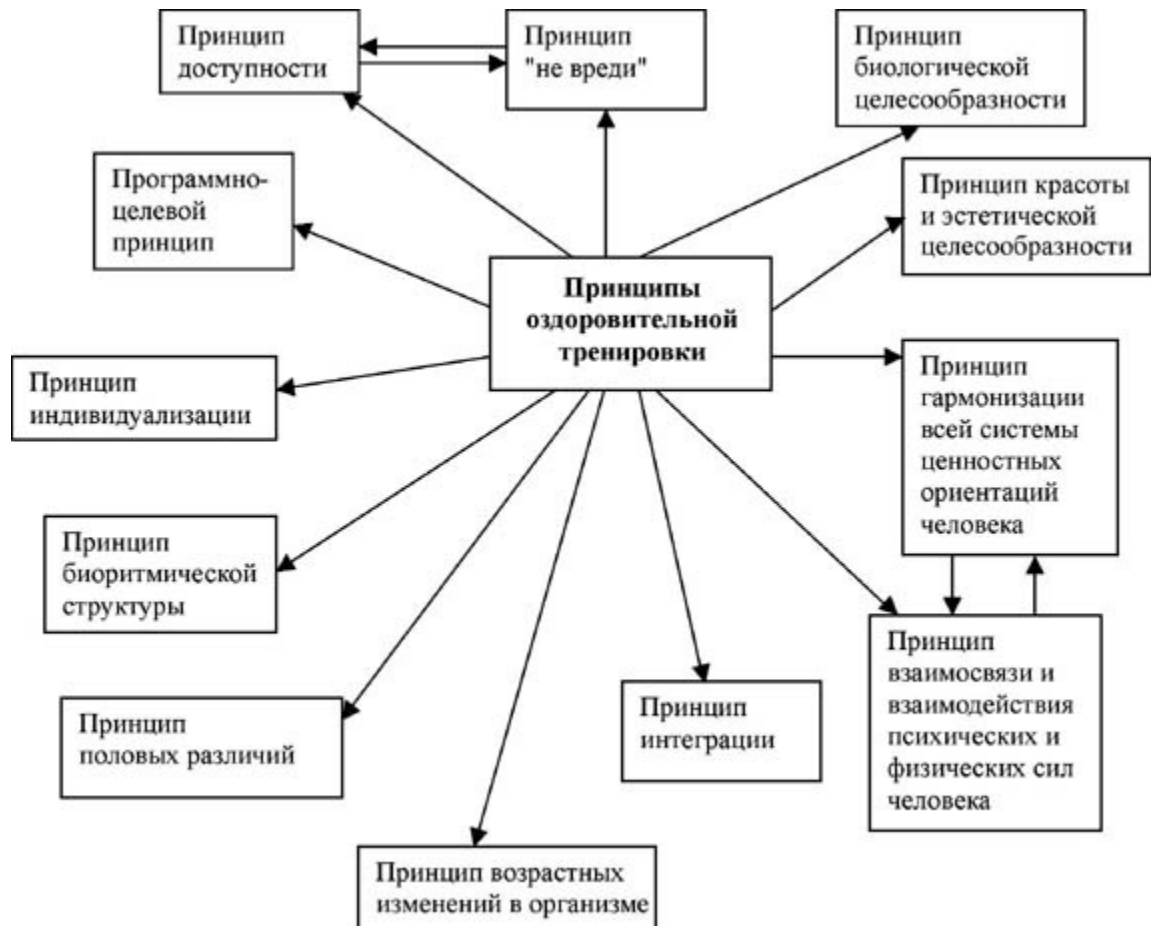 Принцип
доступности
Принцип
"не вреди"
Принцип
биологической
целесообразности
Программно-
целевой
принцип
Принцип красоты
и эстетической
целесообразности
Принципы
оздоровительной
тренировки
Принцип
индивидуализации
Принцип
гармонизации
всей системы
ценностных
ориентаций
человека
Принцип
биоритмической
структуры
Принцип
взаимосвязи и
взаимодействия
психических и
физических сил
человека
Принцип
половых различий
Принцип
интеграции
Принцип возрастных
изменений в организме